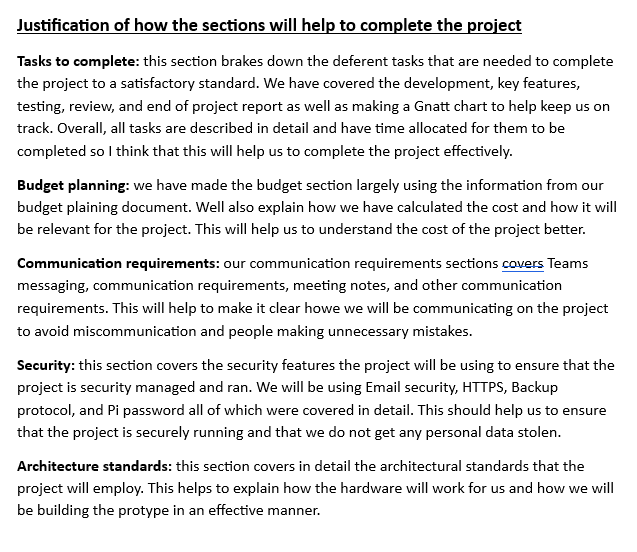 Justification of how the sections will help to complete the project
Tasks to complete: this section brakes down the deferent tasks that are needed to complete
the project to a satisfactory standard. We have covered the development, key features,
testing, review, and end of project report as well as making a Gnatt chart to help keep us on
track. Overall, all tasks are described in detail and have time allocated for them to be
completed so I think that this will help us to complete the project effectively.
Budget planning: we have made the budget section largely using the information from our
budget plaining document. Well also explain how we have calculated the cost and how it will
be relevant for the project. This will help us to understand the cost of the project better.
Communication requirements: our communication requirements sections covers Teams
messaging, communication requirements, meeting notes, and other communication
requirements. This will help to make it clear howe we will be communicating on the project
to avoid miscommunication and people making unnecessary mistakes.
Security: this section covers the security features the project will be using to ensure that the
project is security managed and ran. We will be using Email security, HTTPS, Backup
protocol, and Pi password all of which were covered in detail. This should help us to ensure
that the project is securely running and that we do not get any personal data stolen.
Architecture standards: this section covers in detail the architectural standards that the
project will employ. This helps to explain how the hardware will work for us and how we will
be building the protype in an effective manner.